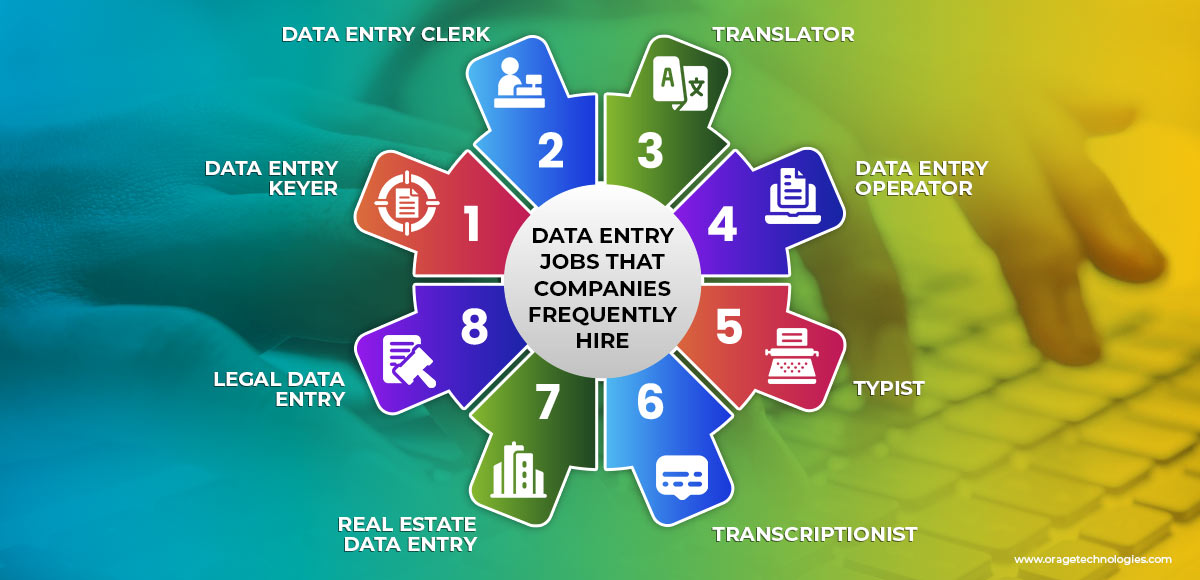 DATA ENTRY
JOBS THAT
COMPANIES
FREQUENTLY
HIRE
1
DATA ENTRY
KEYER
2
DATA ENTRY CLERK
3
TRANSLATOR
A
文
4
DATA ENTRY
OPERATOR
5
TYPIST
6
TRANSCRIPTIONIST
7
REAL ESTATE
DATA ENTRY
8
LEGAL DATA
ENTRY
www.oragetechnologies.com